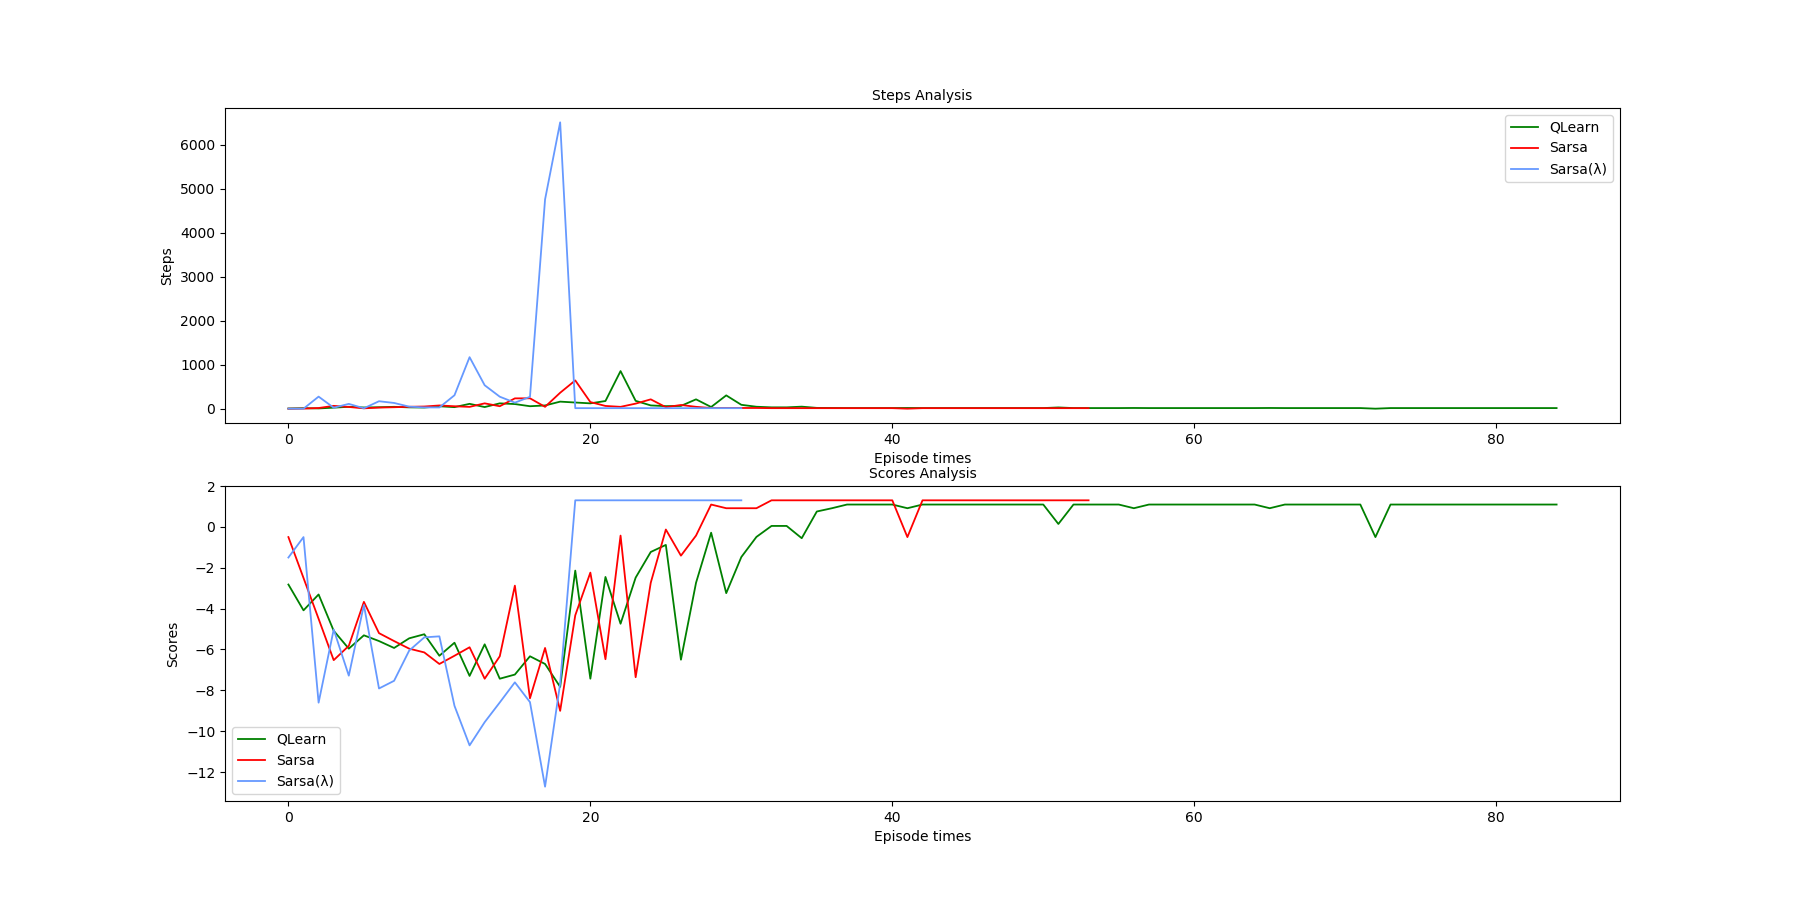 Steps Analysis
6000
5000
4000
3000
2000
1000
0
Steps
QLearn
Sarsa
Sarsa(λ)
0 20 40 60 80
Episode times
Scores Analysis
2
0
−2
−4
−6
−8
−10
−12
Scores
QLearn
Sarsa
Sarsa(λ)
0 20 40 60 80
Episode times